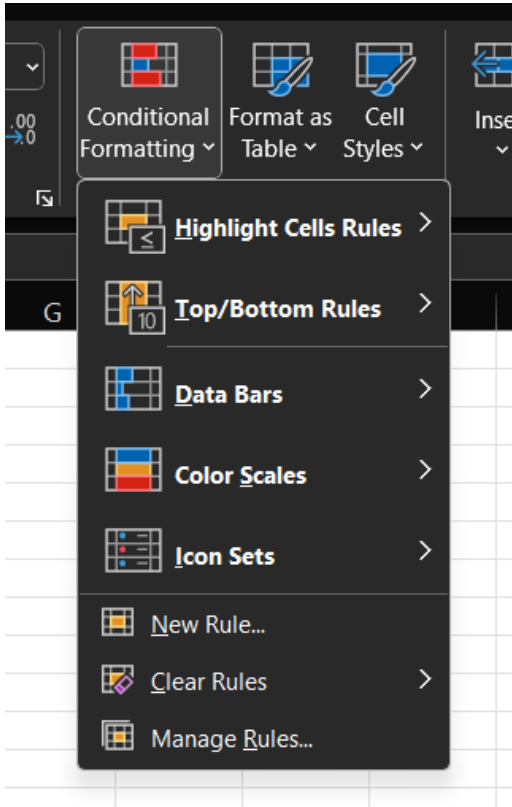 .00
→.0
Conditional
Formatting
Format as
Table
Cell
Styles
Highlight Cells Rules
≤
Top/Bottom Rules
10
G
Data Bars
Color Scales
Icon Sets
New Rule...
Clear Rules
Manage Rules...